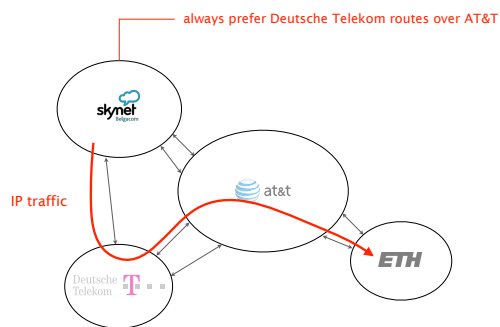 always prefer Deutsche Telekom routes over AT&T
skynet
Belgacom
at&t
IP traffic
ETH
Deutsche
Telekom
T